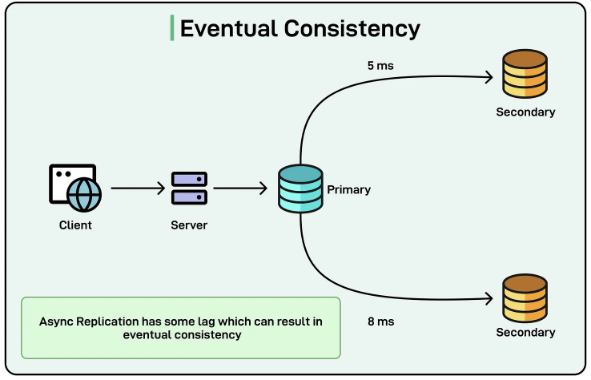 Eventual Consistency
5 ms
Secondary
Primary
Client
Server
Async Replication has some lag which can result in
eventual consistency
8 ms
Secondary